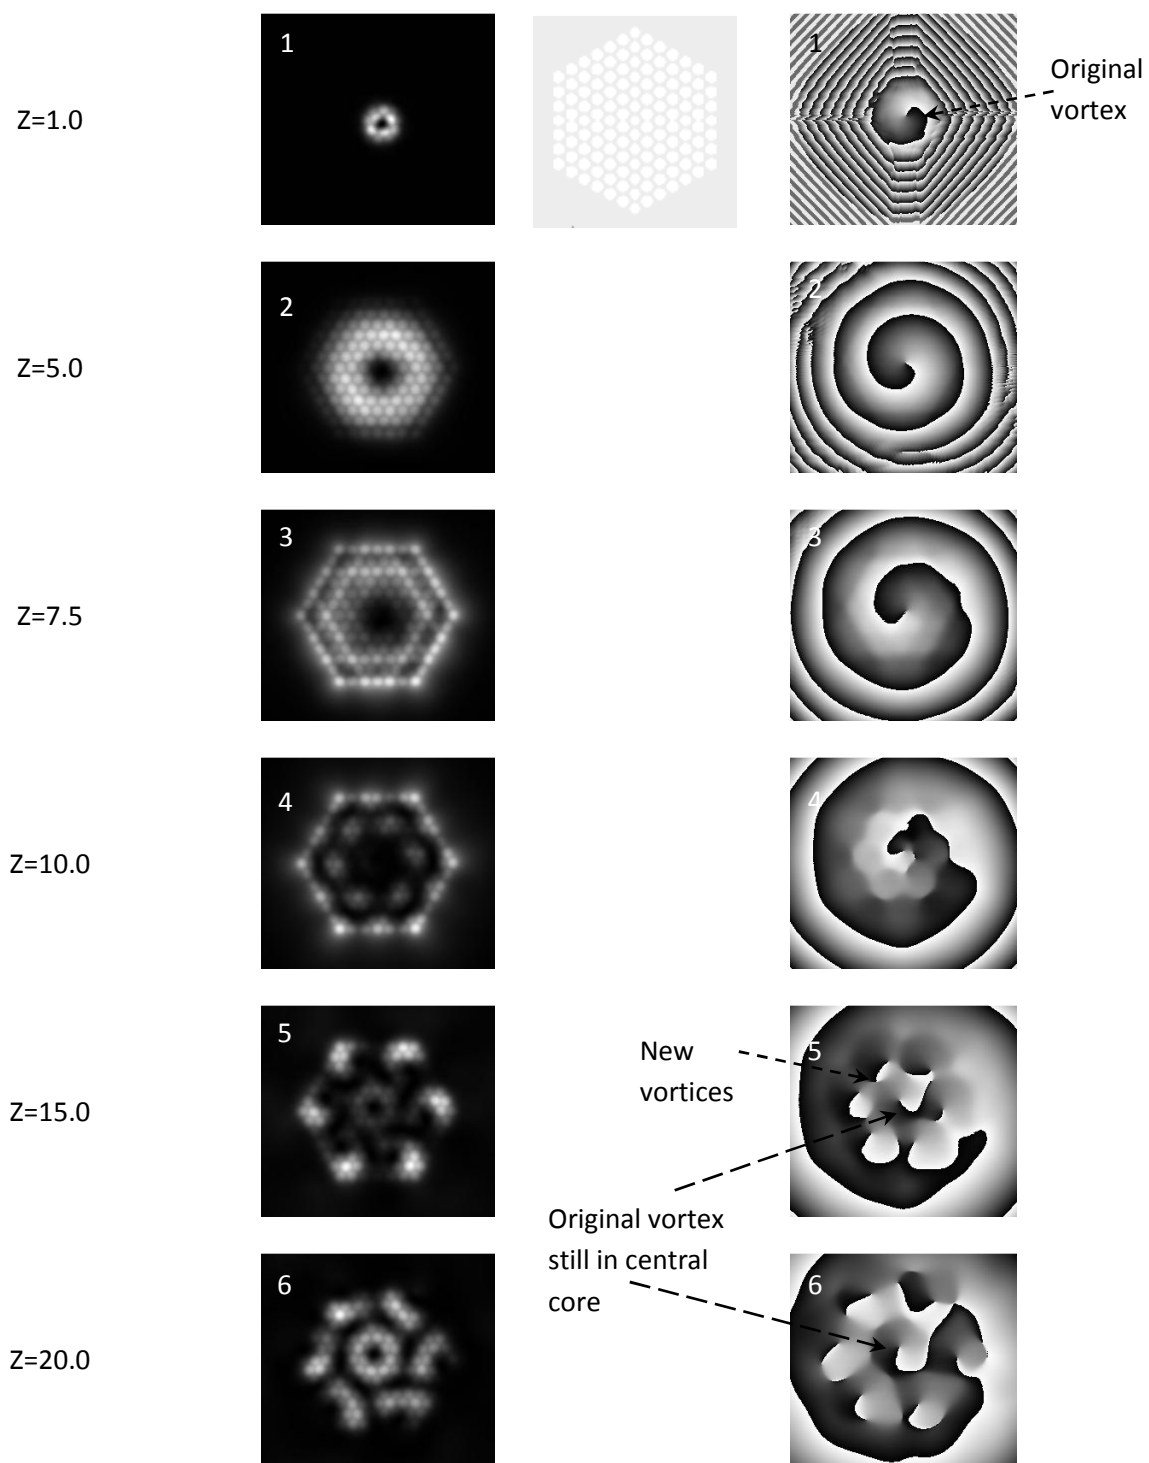 1
1
Original
vortex
Z=1.0
2
2
Z=5.0
3
3
Z=7.5
4
4
Z=10.0
5
5
New
vortices
Z=15.0
Original vortex
still in central
core
6
6
Z=20.0